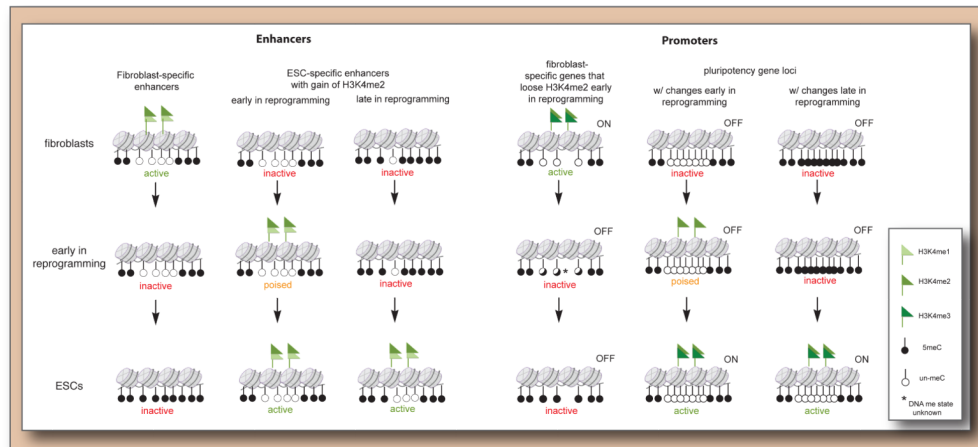 Enhancers
Promoters
Fibroblast-specific
enhancers
ESC-specific enhancers
with gain of H3K4me2
early in reprogramming
late in reprogramming
fibroblast-
specific genes that
loose H3K4me2 early
in reprogramming
pluripotency gene loci
w/ changes early in
reprogramming
w/ changes late in
reprogramming
fibroblasts
ON
OFF
OFF
active
inactive
inactive
active
inactive
inactive
early in
reprogramming
OFF
OFF
OFF
*
inactive
poised
inactive
inactive
poised
inactive
ESCs
OFF
ON
ON
inactive
active
active
inactive
active
active
H3K4me1
H3K4me2
H3K4me3
5meC
un-meC
* DNA me state
unknown